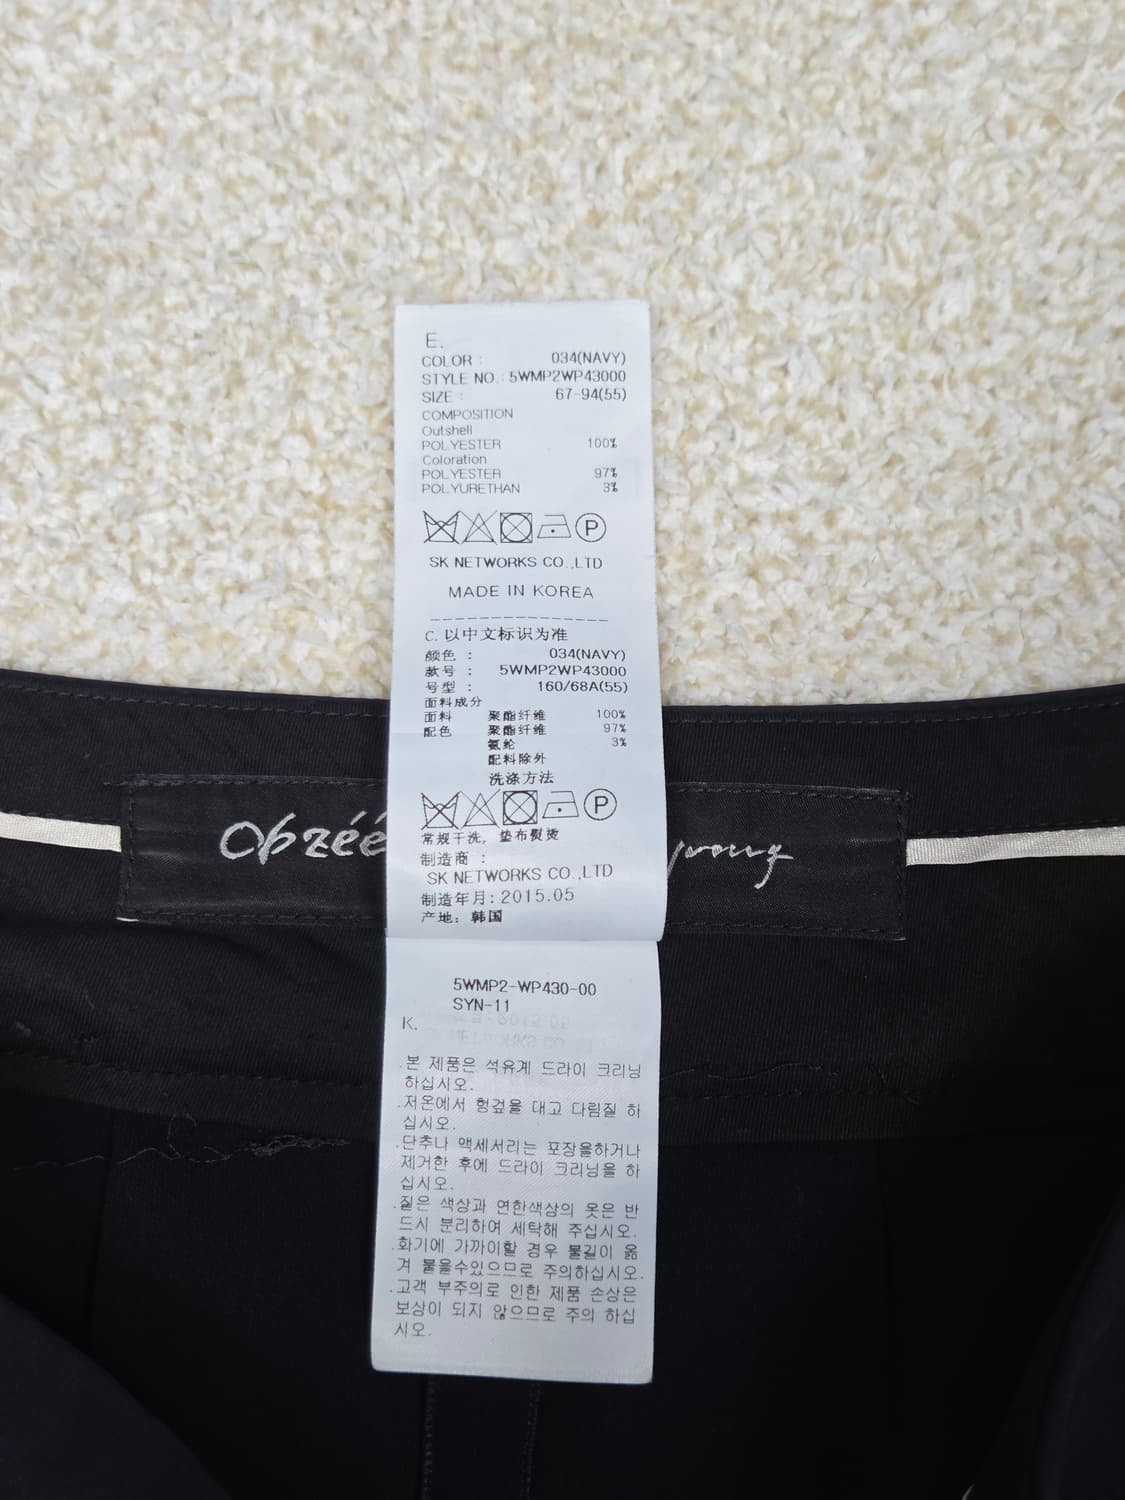 E.
COLOR : 034(NAVY)
STYLE NO.: 5WMP2WP43000
SIZE : 67-94(55)
COMPOSITION
Outshell
POLYESTER 100%
Coloration
POLYESTER 97%
POLYURETHAN 3%
P
SK NETWORKS CO.,LTD
MADE IN KOREA
C. 以中文标识为准
颜色 : 034(NAVY)
款号 : 5WMP2WP43000
号型 : 160/68A(55)
面料成分
面料 聚酯纤维 100%
配色 聚酯纤维 97%
氨纶 3%
配料除外
洗涤方法
P
常规干洗, 垫布熨烫
制造商 :
SK NETWORKS CO.,LTD
制造年月: 2015.05
产地: 韩国
Obzéé
5WMP2-WP430-00
SYN-11
K.
.본 제품은 석유계 드라이 크리닝
하십시오.
.저온에서 헝겊을 대고 다림질 하
십시오.
.단추나 액세서리는 포장을하거나
제거한 후에 드라이 크리닝을 하
십시오.
.짙은 색상과 연한색상의 옷은 반
드시 분리하여 세탁해 주십시오.
.화기에 가까이할 경우 불길이 옮
겨 붙을수있으므로 주의하십시오.
.고객 부주의로 인한 제품 손상은
보상이 되지 않으므로 주의 하십
시오.